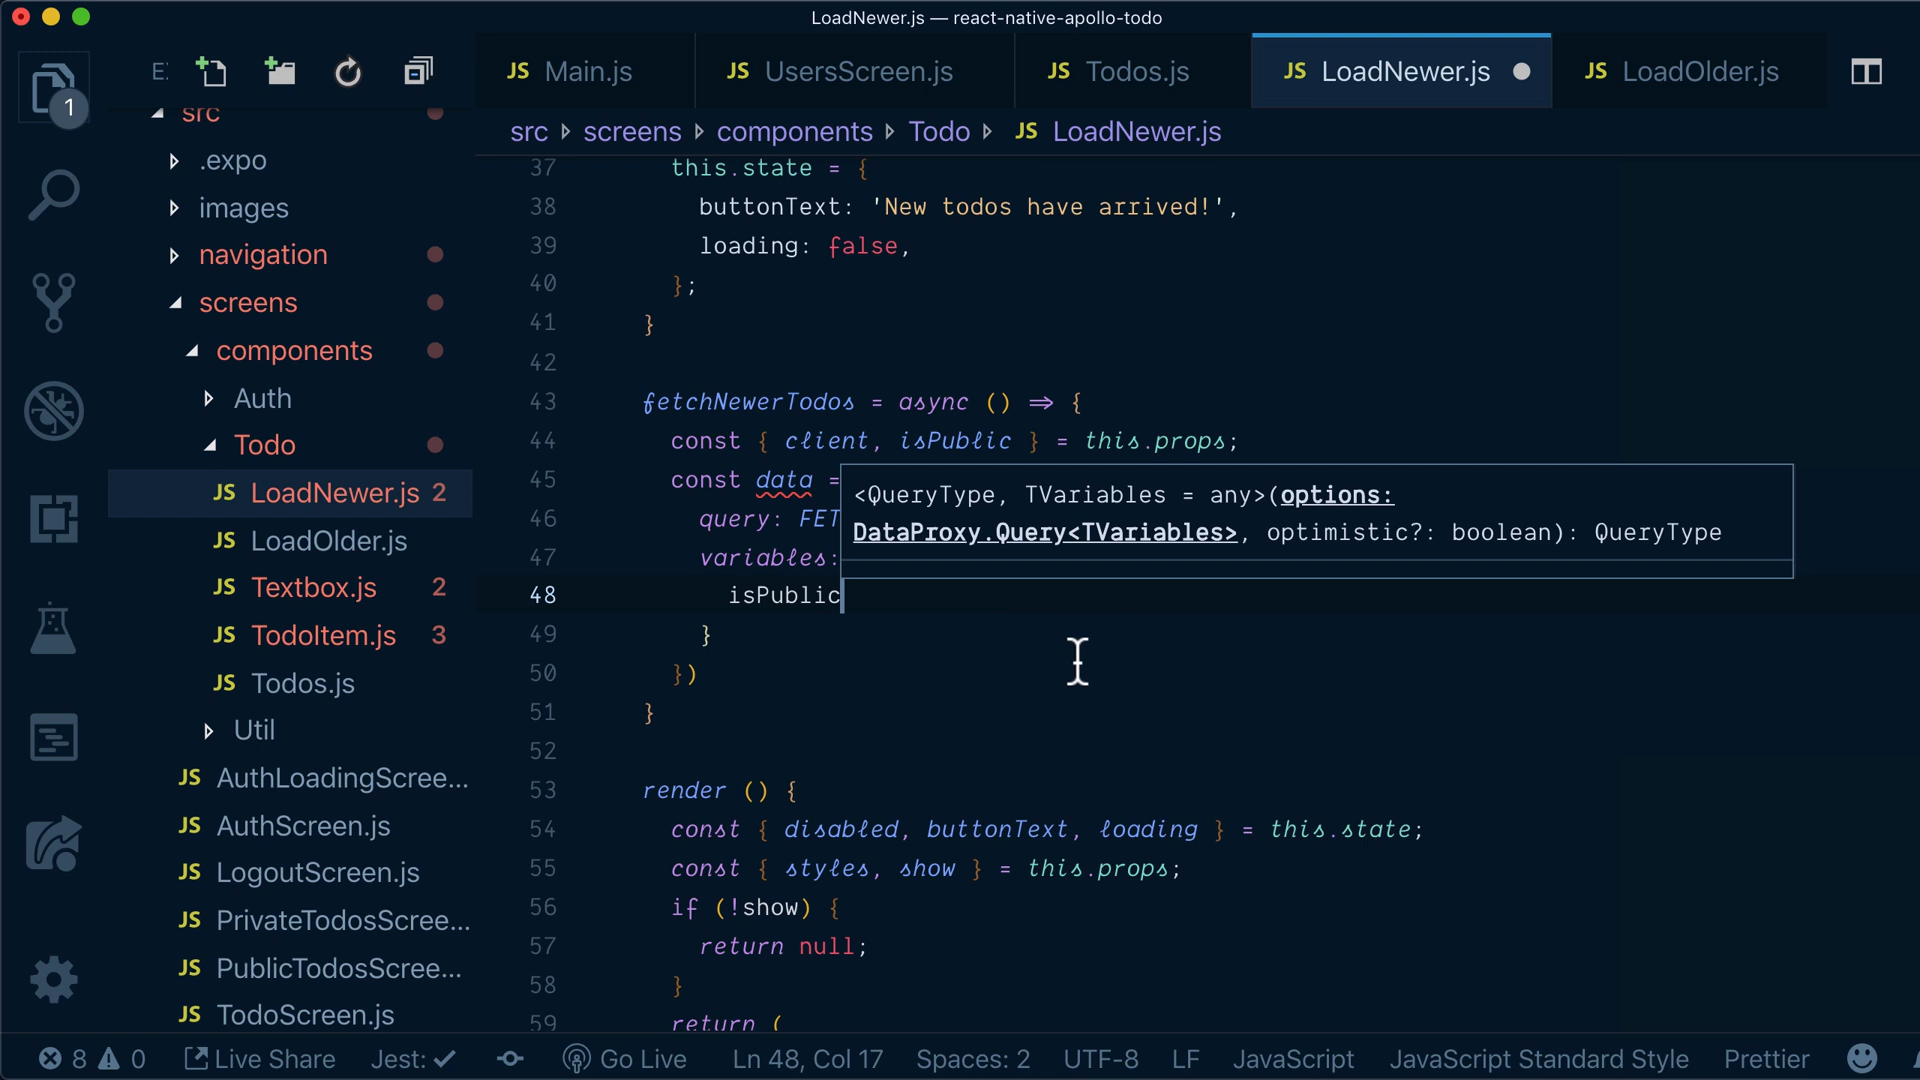 LoadNewer.js — react-native-apollo-todo
E:
1
JS Main.js
JS UsersScreen.js
JS Todos.js
JS LoadNewer.js
JS LoadOlder.js
src
.expo
images
navigation
screens
components
Auth
Todo
JS LoadNewer.js 2
JS LoadOlder.js
JS Textbox.js 2
JS TodoItem.js 3
JS Todos.js
Util
JS AuthLoadingScree...
JS AuthScreen.js
JS LogoutScreen.js
JS PrivateTodosScree...
JS PublicTodosScree...
JS TodoScreen.js
src screens components Todo JS LoadNewer.js
37 this.state = {
38 buttonText: 'New todos have arrived!',
39 loading: false,
40 };
41 }
42
43 fetchNewerTodos = async () => {
44 const { client, isPublic } = this.props;
45 const data =
46 query: FET
47 variables:
48 isPublic
49 }
50 })
51 }
52
53 render () {
54 const { disabled, buttonText, loading } = this.state;
55 const { styles, show } = this.props;
56 if (!show) {
57 return null;
58 }
59 return (
<QueryType, TVariables = any>(options:
DataProxy.Query<TVariables>, optimistic?: boolean): QueryType
8 0 Live Share Jest: Go Live Ln 48, Col 17 Spaces: 2 UTF-8 LF JavaScript JavaScript Standard Style Prettier